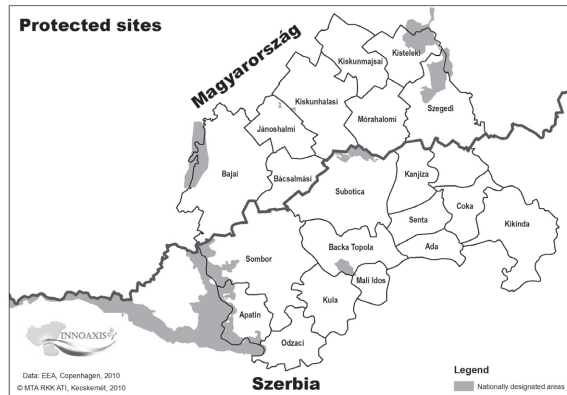 Protected sites
Magyarország
Kiskunmajsai
Kisteleki
Kiskunhalasi
Szegedi
Mórahalomi
Jánoshalmi
Bajai
Bácsalmási
Subotica
Kanjiza
Coka
Senta
Kikinda
Backa Topola
Ada
Sombor
Mali Idos
Kula
Apatin
Odzaci
INNOAXIS
Data: EEA, Copenhagen, 2010
© MTA RKK ATI, Kecskemét, 2010
Szerbia
Legend
Nationally designated areas